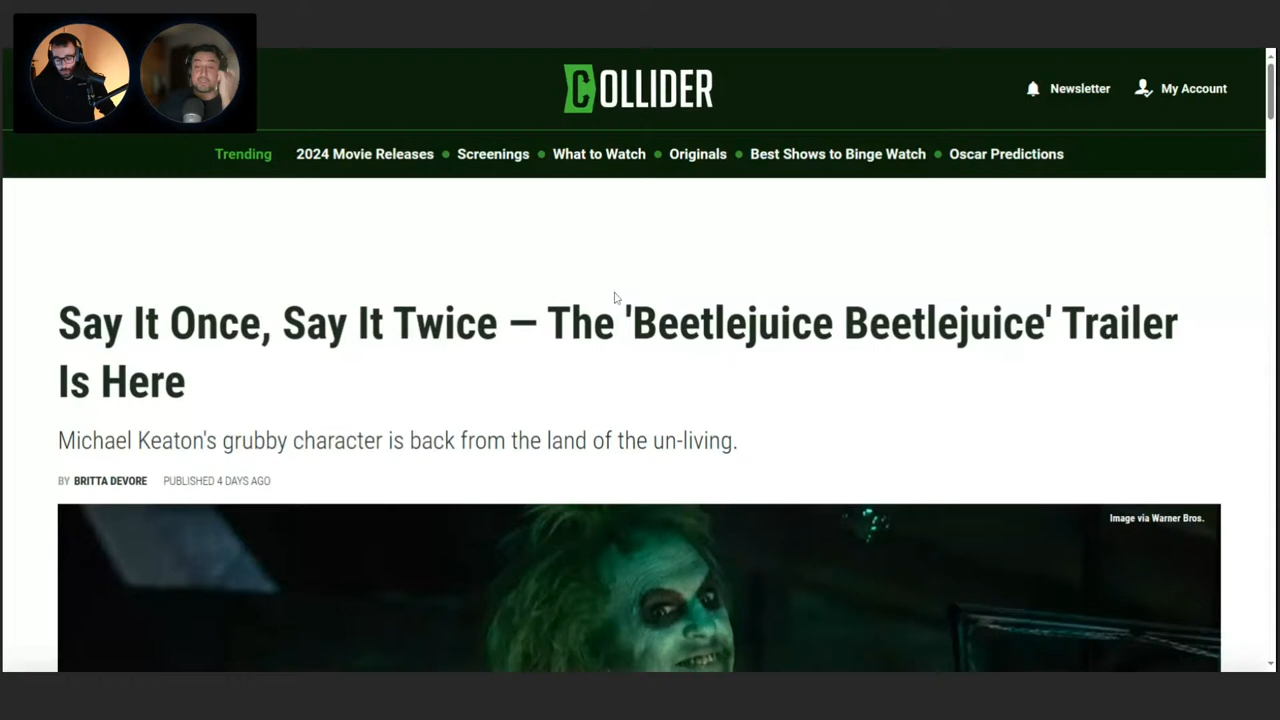 COLLIDER
Newsletter
My Account
Trending
2024 Movie Releases
Screenings
What to Watch
Originals
Best Shows to Binge Watch
Oscar Predictions
Say It Once, Say It Twice — The 'Beetlejuice Beetlejuice' Trailer
Is Here
Michael Keaton's grubby character is back from the land of the un-living.
BY BRITTA DEVORE PUBLISHED 4 DAYS AGO
Image via Warner Bros.